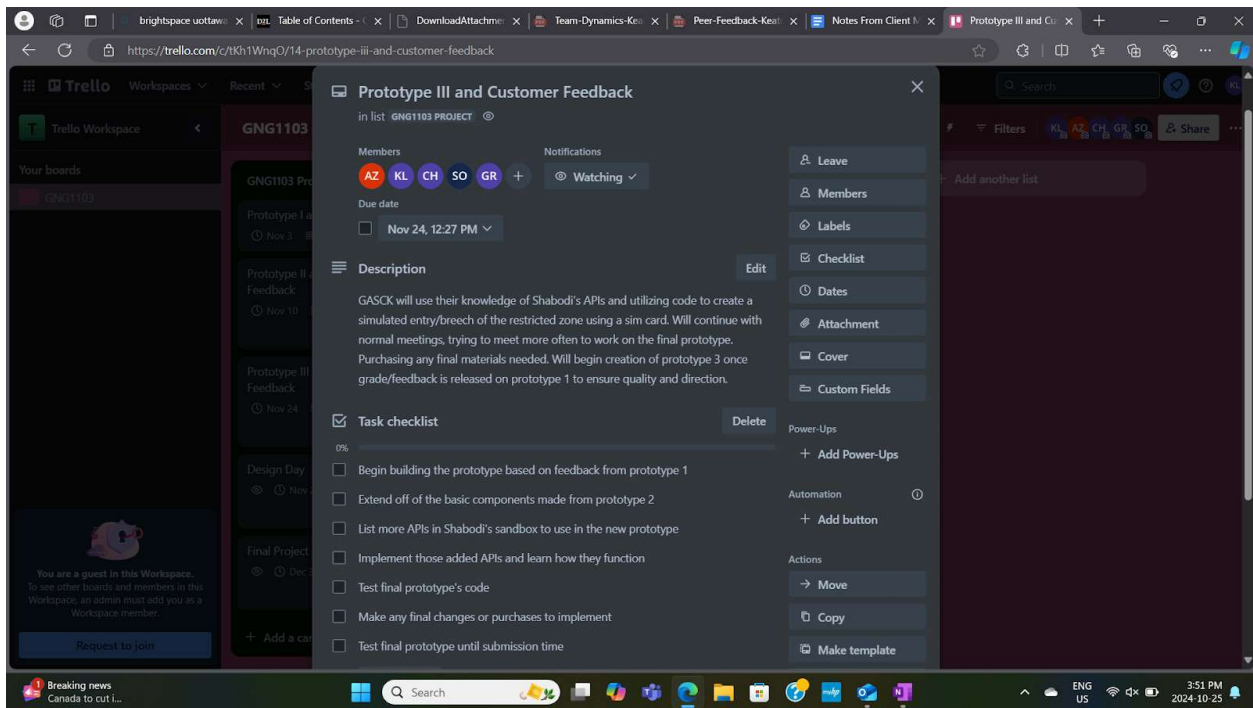 brightspace uottawa
Table of Contents - (
DownloadAttachmer
Team-Dynamics-Kea
Peer-Feedback-Keat
Notes From Client M
Prototype III and Cu
https://trello.com/c/tKh1WnqO/14-prototype-iii-and-customer-feedback
Trello
Workspaces
Recent
Search
KL
T
Trello Workspace
GNG1103
Filters
KL AZ CH GR SO
Share
Your boards
GNG1103
GNG1103 Pro
Prototype I a
Nov 3
Prototype II a
Feedback
Nov 10
Prototype III
Feedback
Nov 24
Design Day
Nov
Final Project
Dec
+ Add a car
Add another list
You are a guest in this Workspace.
To see other boards and members in this
Workspace, an admin must add you as a
Workspace member.
Request to join
Prototype III and Customer Feedback
in list GNG1103 PROJECT
Members
AZ KL CH SO GR +
Notifications
Watching
Due date
Nov 24, 12:27 PM
Description
Edit
GASCK will use their knowledge of Shabodi's APIs and utilizing code to create a
simulated entry/breech of the restricted zone using a sim card. Will continue with
normal meetings, trying to meet more often to work on the final prototype.
Purchasing any final materials needed. Will begin creation of prototype 3 once
grade/feedback is released on prototype 1 to ensure quality and direction.
Task checklist
Delete
0%
Begin building the prototype based on feedback from prototype 1
Extend off of the basic components made from prototype 2
List more APIs in Shabodi's sandbox to use in the new prototype
Implement those added APIs and learn how they function
Test final prototype's code
Make any final changes or purchases to implement
Test final prototype until submission time
Leave
Members
Labels
Checklist
Dates
Attachment
Cover
Custom Fields
Power-Ups
+ Add Power-Ups
Automation
+ Add button
Actions
Move
Copy
Make template
1
Breaking news
Canada to cut i...
Search
ENG
US
3:51 PM
2024-10-25